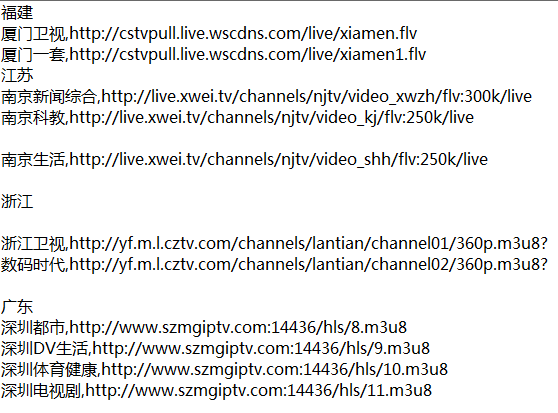 福建
厦门卫视,http://cstvpull.live.wscdns.com/live/xiamen.flv
厦门一套,http://cstvpull.live.wscdns.com/live/xiamen1.flv
江苏
南京新闻综合,http://live.xwei.tv/channels/njtv/video_xwzh/flv:300k/live
南京科教,http://live.xwei.tv/channels/njtv/video_kj/flv:250k/live
南京生活,http://live.xwei.tv/channels/njtv/video_shh/flv:250k/live
浙江
浙江卫视,http://yf.m.l.cztv.com/channels/lantian/channel01/360p.m3u8?
数码时代,http://yf.m.l.cztv.com/channels/lantian/channel02/360p.m3u8?
广东
深圳都市,http://www.szmgiptv.com:14436/hls/8.m3u8
深圳DV生活,http://www.szmgiptv.com:14436/hls/9.m3u8
深圳体育健康,http://www.szmgiptv.com:14436/hls/10.m3u8
深圳电视剧,http://www.szmgiptv.com:14436/hls/11.m3u8